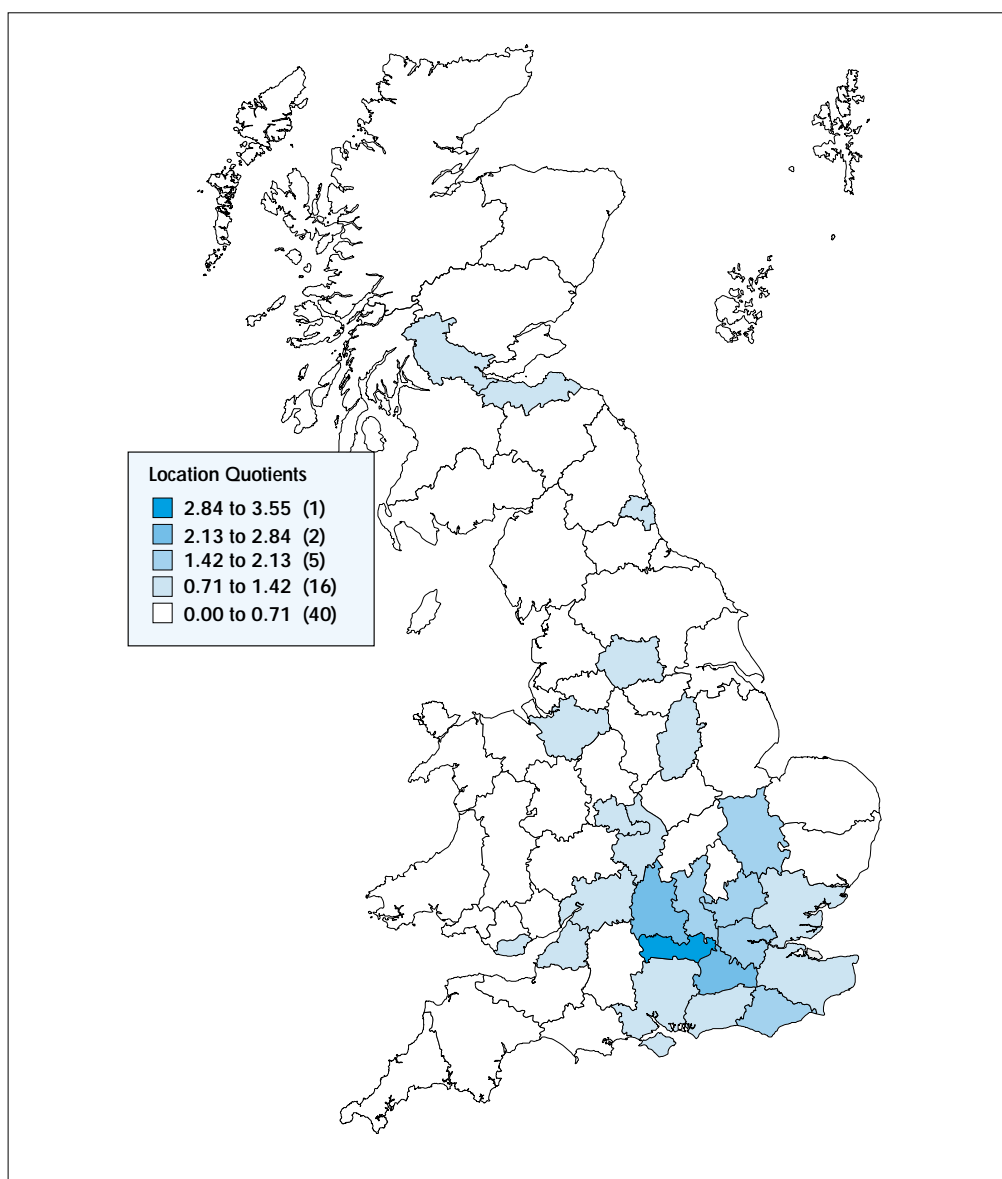 Location Quotients
2.84 to 3.55 (1)
2.13 to 2.84 (2)
1.42 to 2.13 (5)
0.71 to 1.42 (16)
0.00 to 0.71 (40)